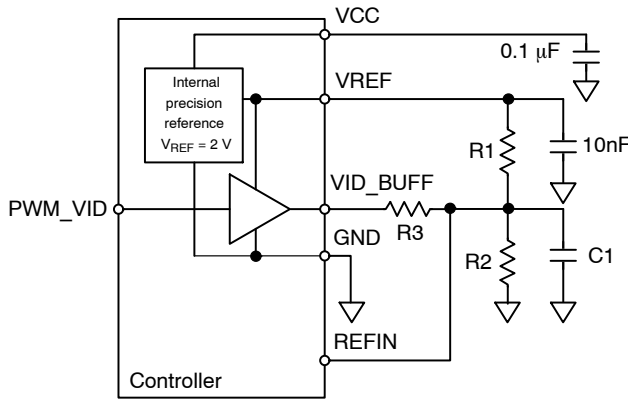 VCC
0.1 µF
Internal
precision
reference
VREF = 2 V
VREF
R1
10nF
PWM_VID
VID_BUFF
R3
GND
R2
C1
REFIN
Controller